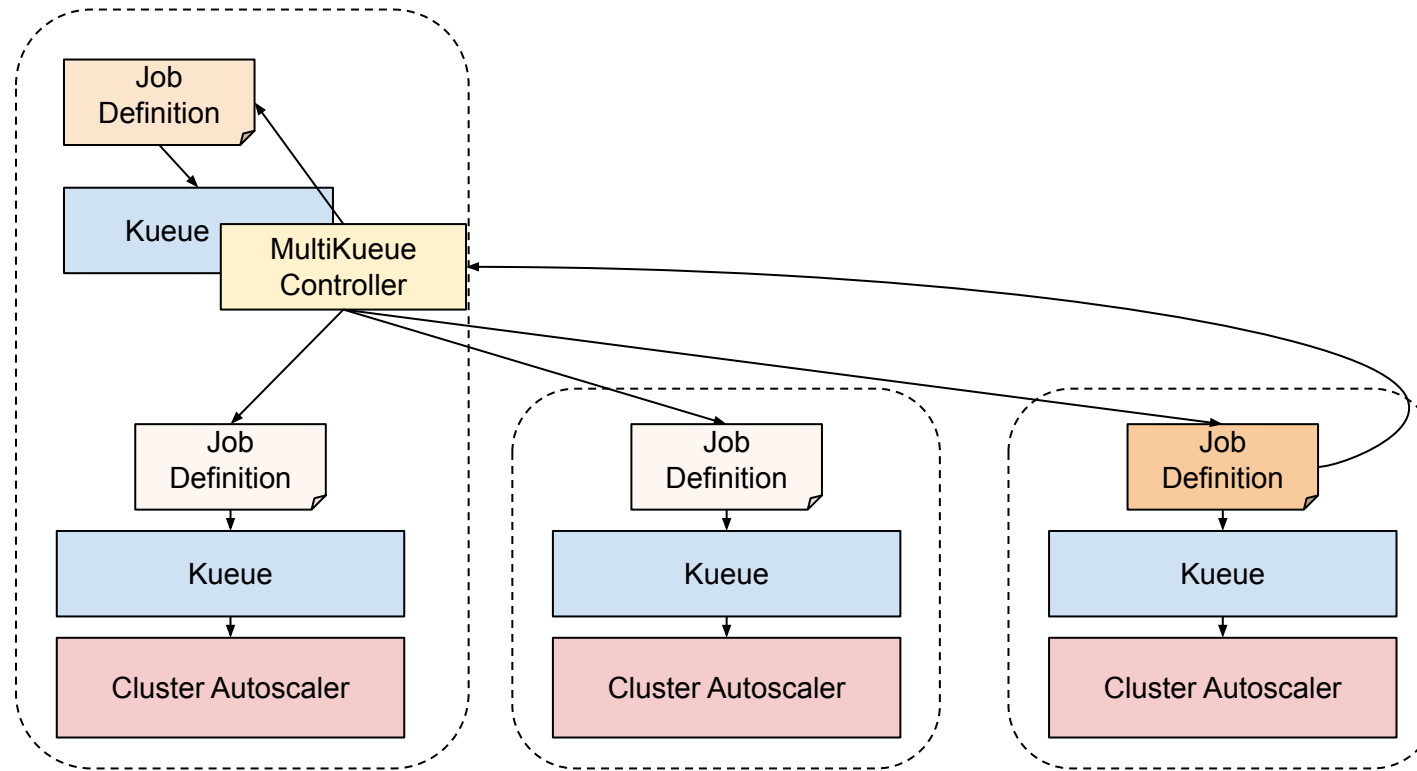 Job
Definition
Kueue
MultiKueue
Controller
Job
Definition
Job
Definition
Job
Definition
Kueue
Kueue
Kueue
Cluster Autoscaler
Cluster Autoscaler
Cluster Autoscaler